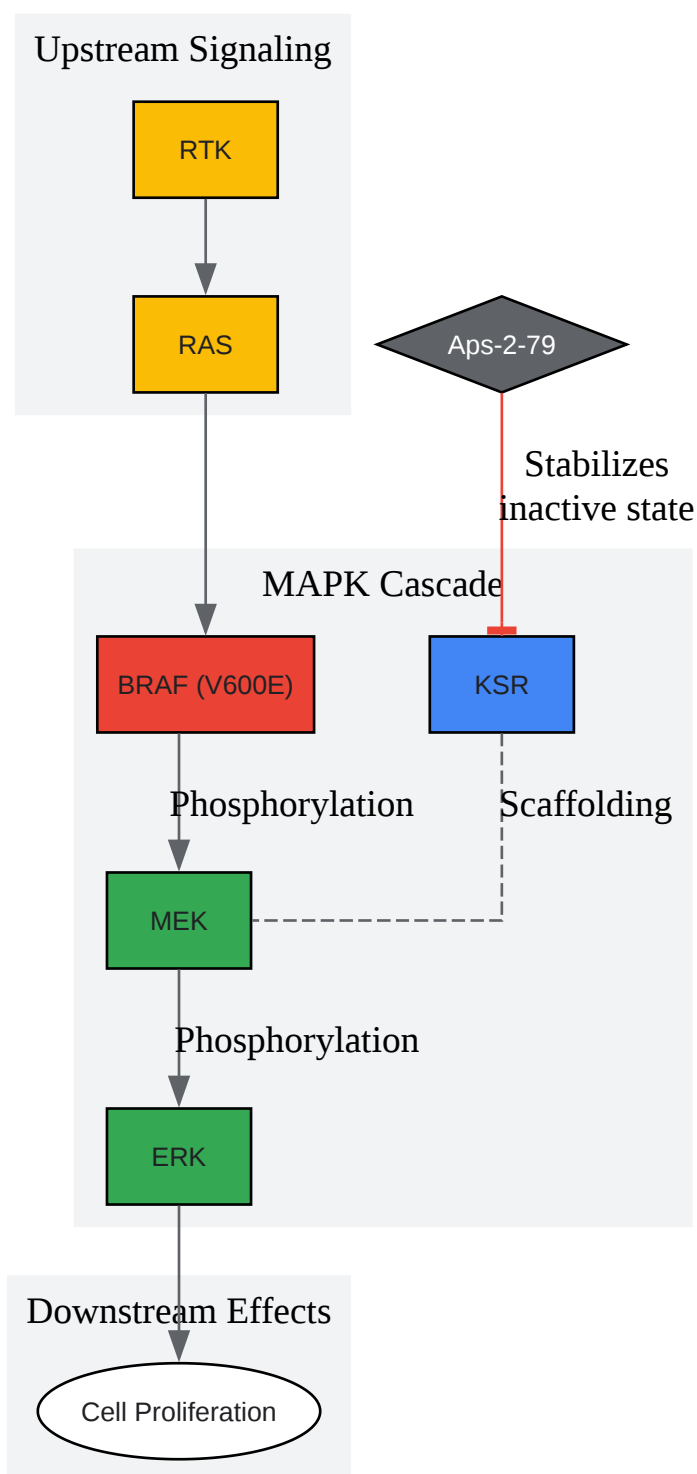 Upstream Signaling
RTK
RAS
Aps-2-79
Stabilizes
inactive state
MAPK Cascade
BRAF (V600E)
KSR
Phosphorylation
Scaffolding
MEK
Phosphorylation
ERK
Downstream Effects
Cell Proliferation